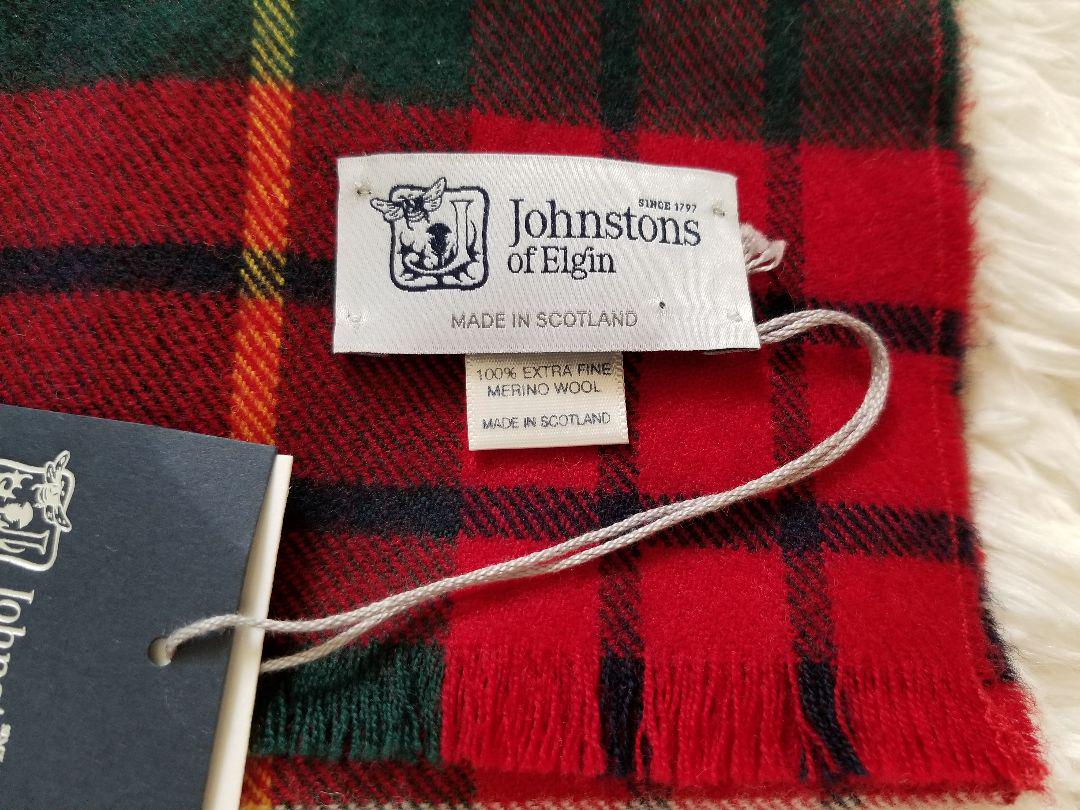 SINCE 1797
Johnstons
of Elgin
MADE IN SCOTLAND
100% EXTRA FINE
MERINO WOOL
MADE IN SCOTLAND